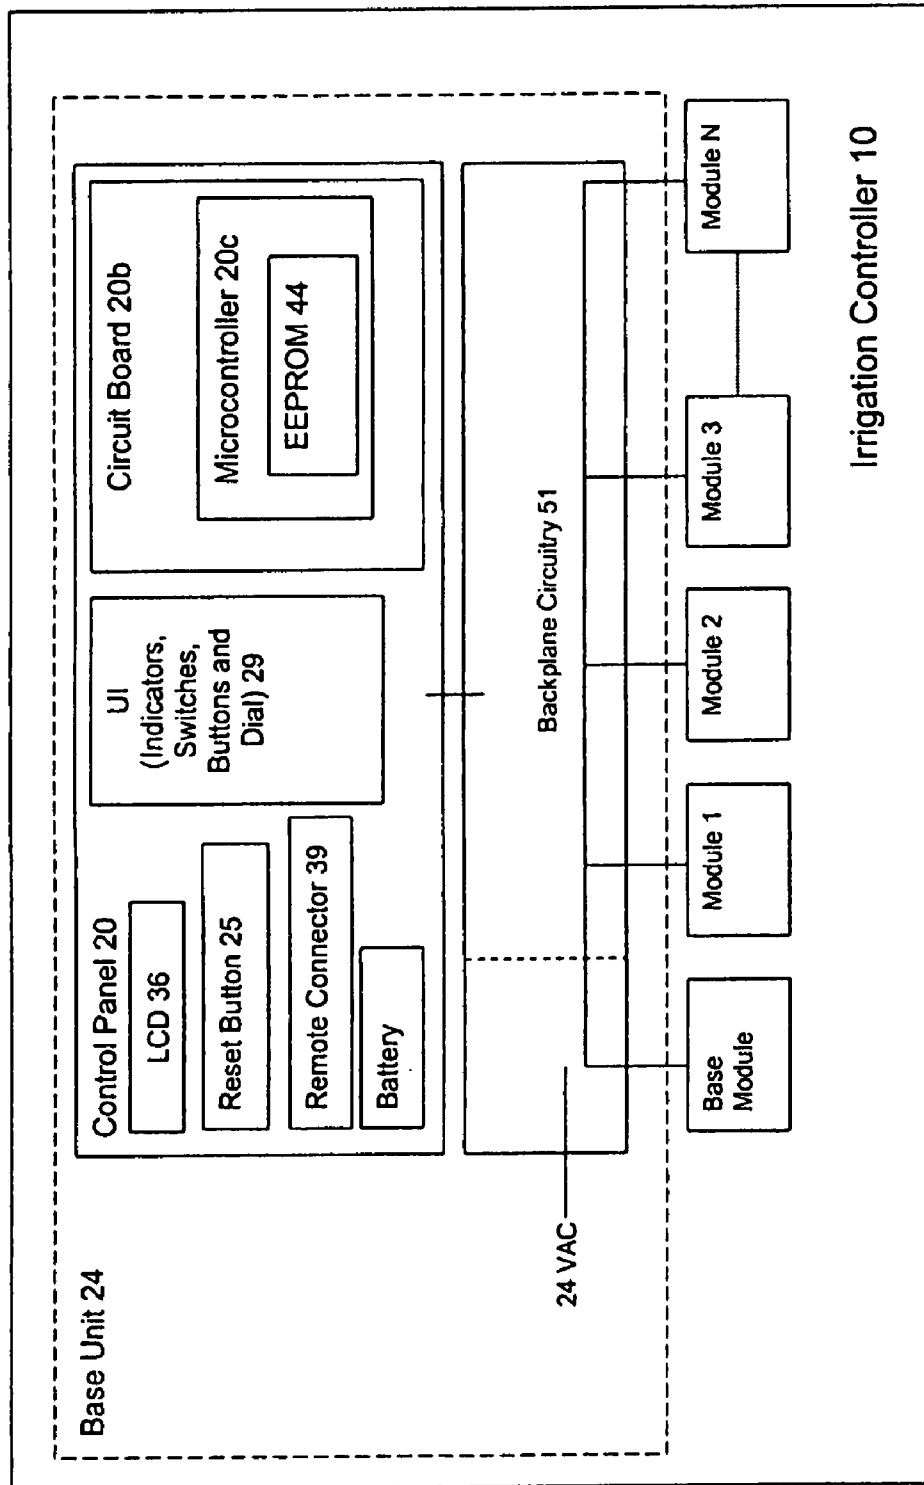 Base Unit 24
Control Panel 20
LCD 36
Reset Button 25
Remote Connector 39
Battery
UI
(Indicators,
Switches,
Buttons and
Dial) 29
Circuit Board 20b
Microcontroller 20c
EEPROM 44
24 VAC
Backplane Circuitry 51
Base
Module
Module 1
Module 2
Module 3
Module N
Irrigation Controller 10